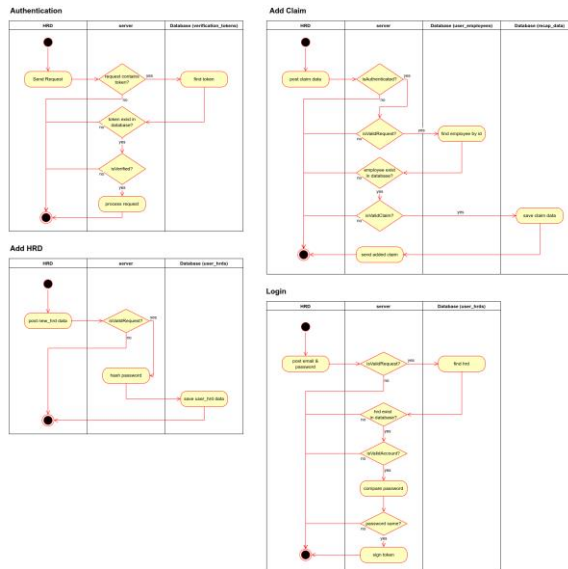 Authentication
HRD
server
Database (verification_tokens)
Send Request
request contains
token?
yes
find token
no
token exist in
database?
no
yes
isVerified?
no
yes
process request
Add HRD
HRD
server
Database (user_hrds)
post new_hrd data
isValidRequest?
yes
no
hash password
save user_hrd data
Add Claim
HRD
server
Database (user_employees)
Database (mcap_data)
post claim data
isAuthenticated?
yes
no
isValidRequest?
yes
no
find employee by id
employee exist
in database?
no
isValidClaim?
yes
no
save claim data
send added claim
Login
HRD
server
Database (user_hrds)
post email &
password
isValidRequest?
yes
find hrd
no
hrd exist
in database?
no
yes
isValidAccount?
no
yes
compare password
password same?
no
yes
sign token